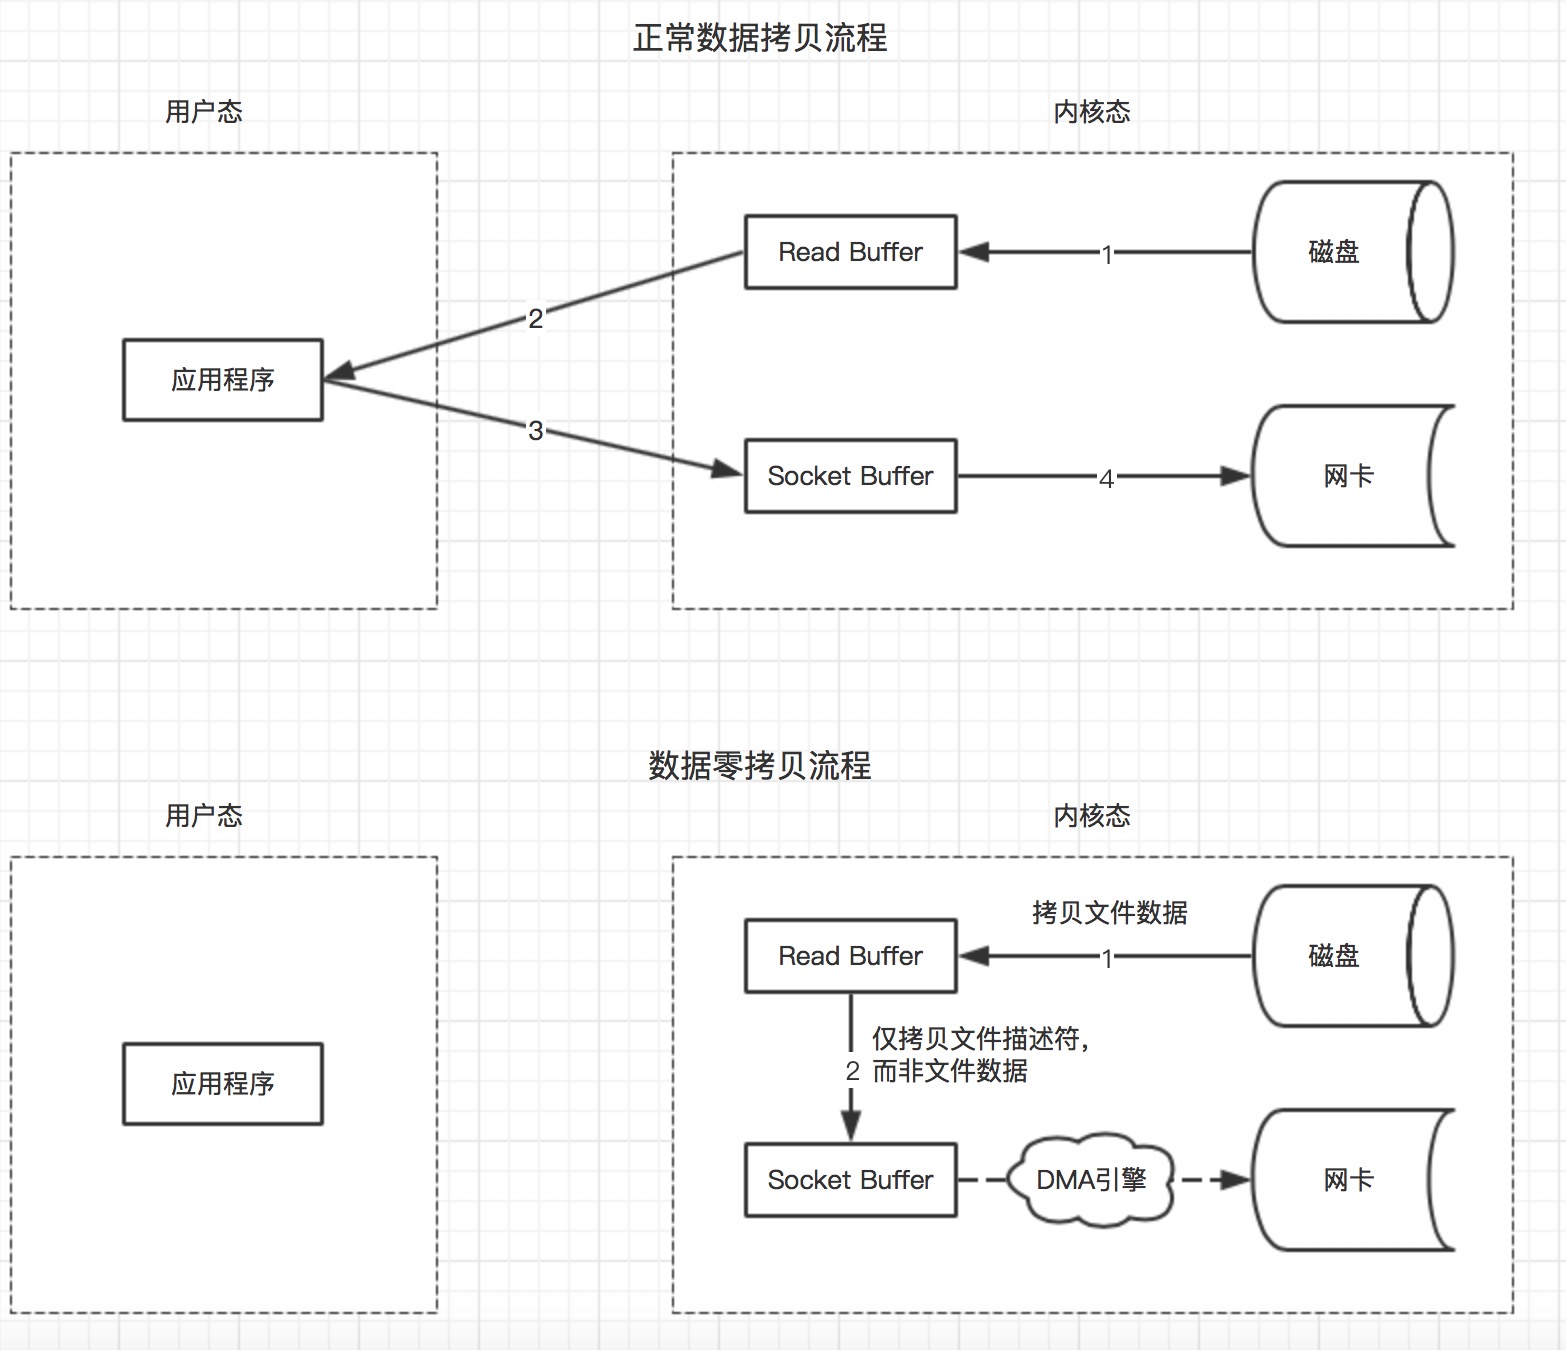 正常数据拷贝流程
用户态
内核态
Read Buffer
1
磁盘
2
应用程序
3
Socket Buffer
4
网卡
数据零拷贝流程
用户态
内核态
拷贝文件数据
Read Buffer
1
磁盘
仅拷贝文件描述符，
2 而非文件数据
应用程序
Socket Buffer
DMA引擎
网卡